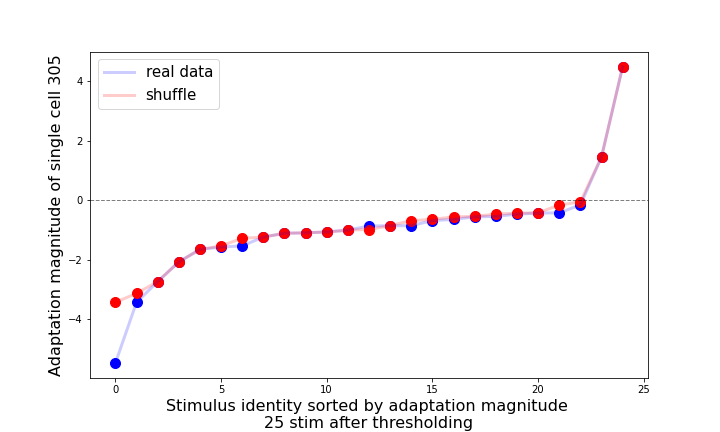 real data
shuffle
Adaptation magnitude of single cell 305
4
2
0
−2
−4
0
5
10
15
20
25
Stimulus identity sorted by adaptation magnitude
25 stim after thresholding